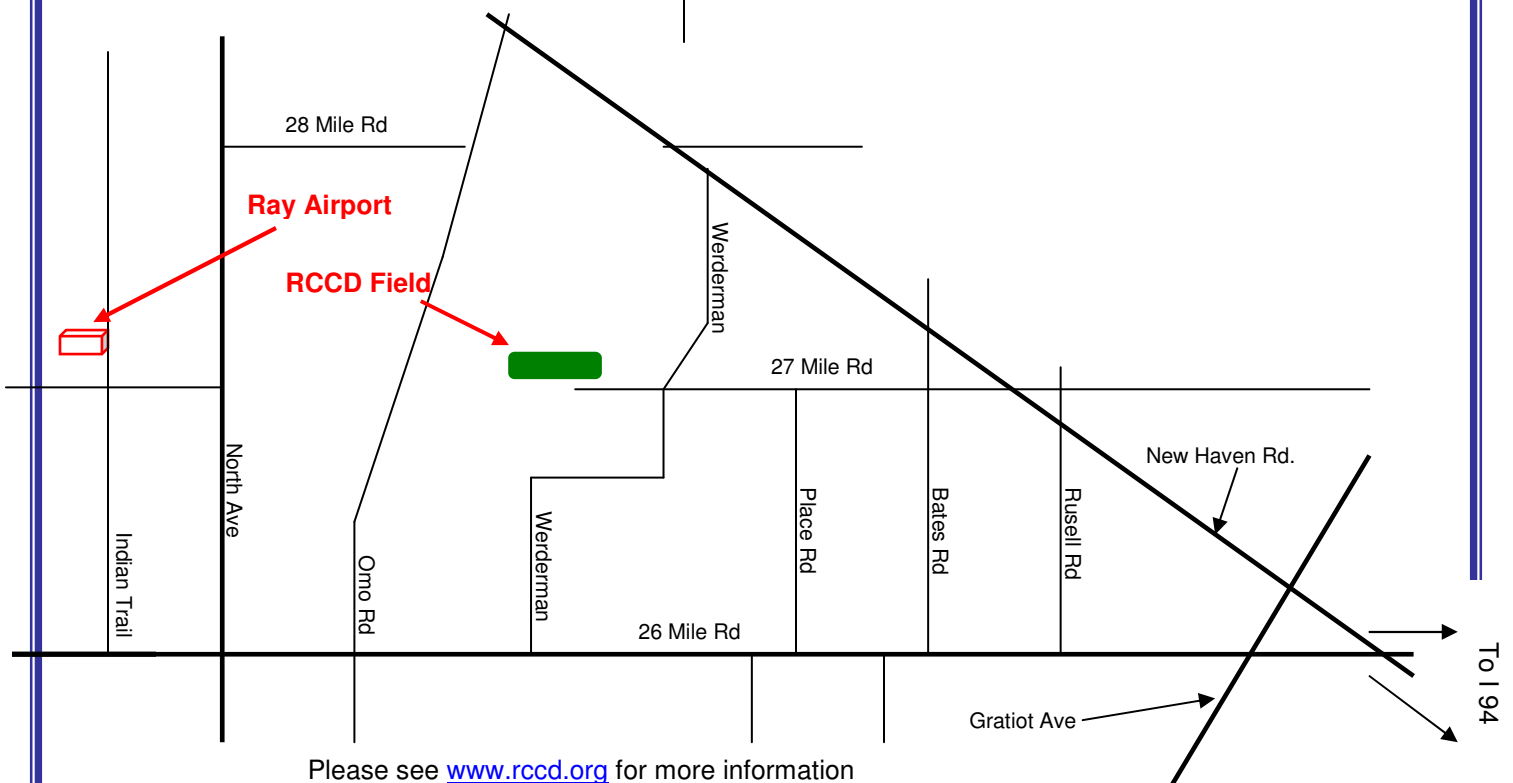 28 Mile Rd
Ray Airport
RCCD Field
Werderman
27 Mile Rd
North Ave
New Haven Rd.
Place Rd
Bates Rd
Rusell Rd
Werderman
Indian Trail
Omo Rd
26 Mile Rd
To I 94
Gratiot Ave
Please see www.rccd.org for more information